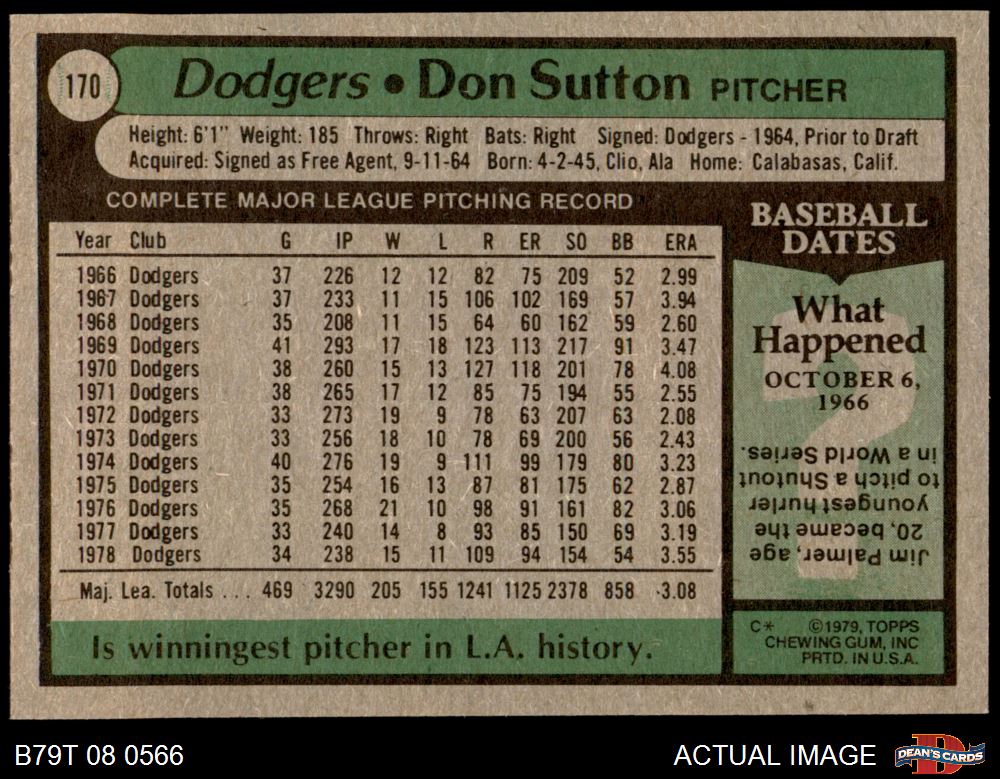 170
Dodgers • Don Sutton PITCHER
Height: 6'1" Weight: 185 Throws: Right Bats: Right Signed: Dodgers - 1964, Prior to Draft
Acquired: Signed as Free Agent, 9-11-64 Born: 4-2-45, Clio, Ala Home: Calabasas, Calif.
COMPLETE MAJOR LEAGUE PITCHING RECORD
Year Club G IP W L R ER SO BB ERA
1966 Dodgers 37 226 12 12 82 75 209 52 2.99
1967 Dodgers 37 233 11 15 106 102 169 57 3.94
1968 Dodgers 35 208 11 15 64 60 162 59 2.60
1969 Dodgers 41 293 17 18 123 113 217 91 3.47
1970 Dodgers 38 260 15 13 127 118 201 78 4.08
1971 Dodgers 38 265 17 12 85 75 194 55 2.55
1972 Dodgers 33 273 19 9 78 63 207 63 2.08
1973 Dodgers 33 256 18 10 78 69 200 56 2.43
1974 Dodgers 40 276 19 9 111 99 179 80 3.23
1975 Dodgers 35 254 16 13 87 81 175 62 2.87
1976 Dodgers 35 268 21 10 98 91 161 82 3.06
1977 Dodgers 33 240 14 8 93 85 150 69 3.19
1978 Dodgers 34 238 15 11 109 94 154 54 3.55
Maj. Lea. Totals . . . 469 3290 205 155 1241 1125 2378 858 3.08
Is winningest pitcher in L.A. history.
BASEBALL
DATES
What
Happened
OCTOBER 6,
1966
Jim Palmer, age
20, became the
youngest hurler
to pitch a Shutout
in a World Series.
C* ©1979, TOPPS
CHEWING GUM, INC
PRTD. IN U.S.A.
B79T 08 0566
ACTUAL IMAGE
DEAN'S CARDS